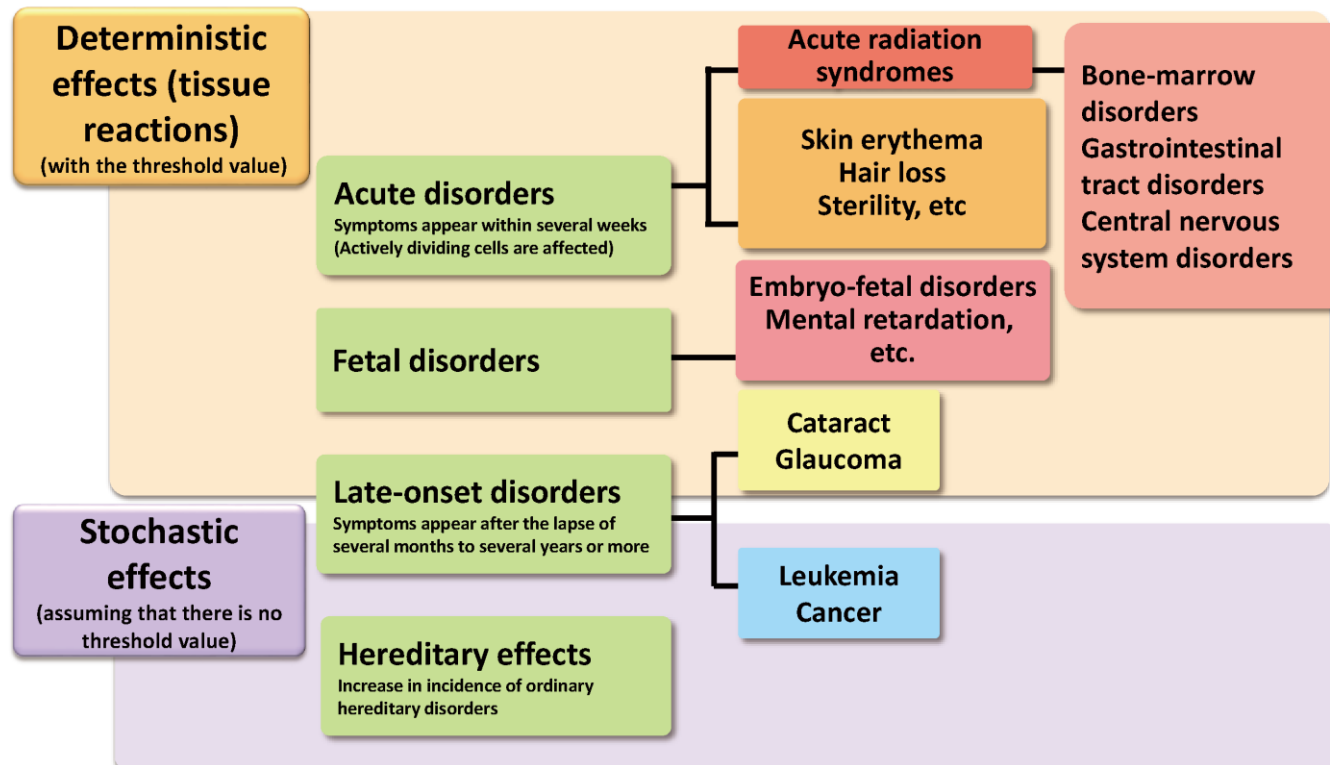 Deterministic
effects (tissue
reactions)
(with the threshold value)
Acute disorders
Symptoms appear within several weeks
(Actively dividing cells are affected)
Acute radiation
syndromes
Bone-marrow
disorders
Gastrointestinal
tract disorders
Central nervous
system disorders
Skin erythema
Hair loss
Sterility, etc
Fetal disorders
Embryo-fetal disorders
Mental retardation,
etc.
Late-onset disorders
Symptoms appear after the lapse of
several months to several years or more
Cataract
Glaucoma
Stochastic
effects
(assuming that there is no
threshold value)
Leukemia
Cancer
Hereditary effects
Increase in incidence of ordinary
hereditary disorders